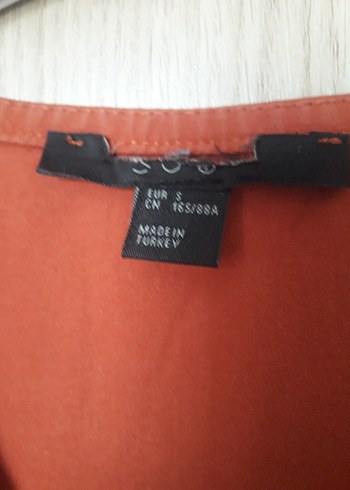 EUR S
CN 165/88A
MADE IN
TURKEY